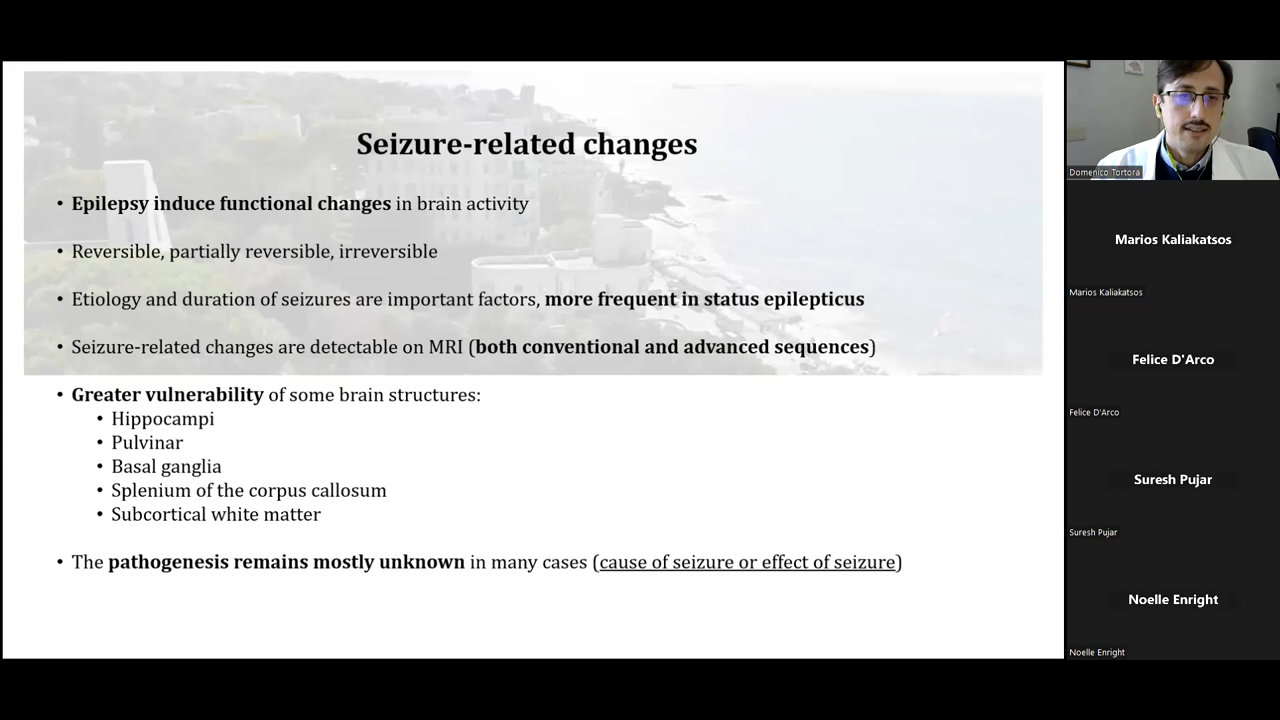 Seizure-related changes
• Epilepsy induce functional changes in brain activity
• Reversible, partially reversible, irreversible
• Etiology and duration of seizures are important factors, more frequent in status epilepticus
• Seizure-related changes are detectable on MRI (both conventional and advanced sequences)
• Greater vulnerability of some brain structures:
• Hippocampi
• Pulvinar
• Basal ganglia
• Splenium of the corpus callosum
• Subcortical white matter
• The pathogenesis remains mostly unknown in many cases (cause of seizure or effect of seizure)
Domenico Tortora
Marios Kaliakatsos
Marios Kaliakatsos
Felice D'Arco
Felice D'Arco
Suresh Pujar
Suresh Pujar
Noelle Enright
Noelle Enright